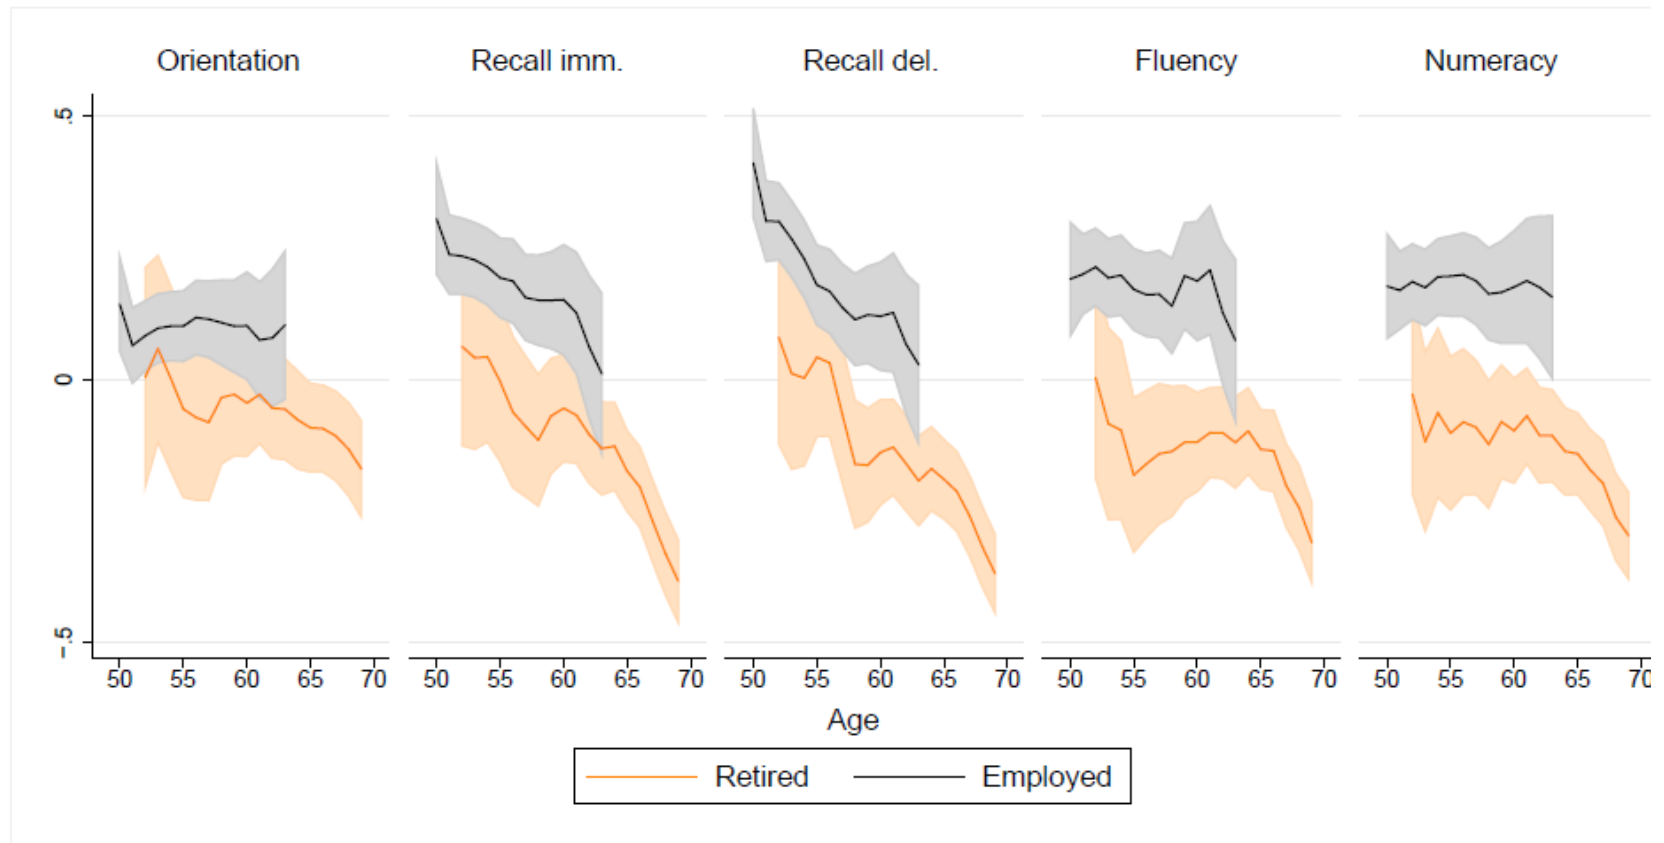 Orientation Recall imm. Recall del. Fluency Numeracy
.5
0
-.5
50 55 60 65 70 50 55 60 65 70 50 55 60 65 70 50 55 60 65 70 50 55 60 65 70
Age
Retired Employed